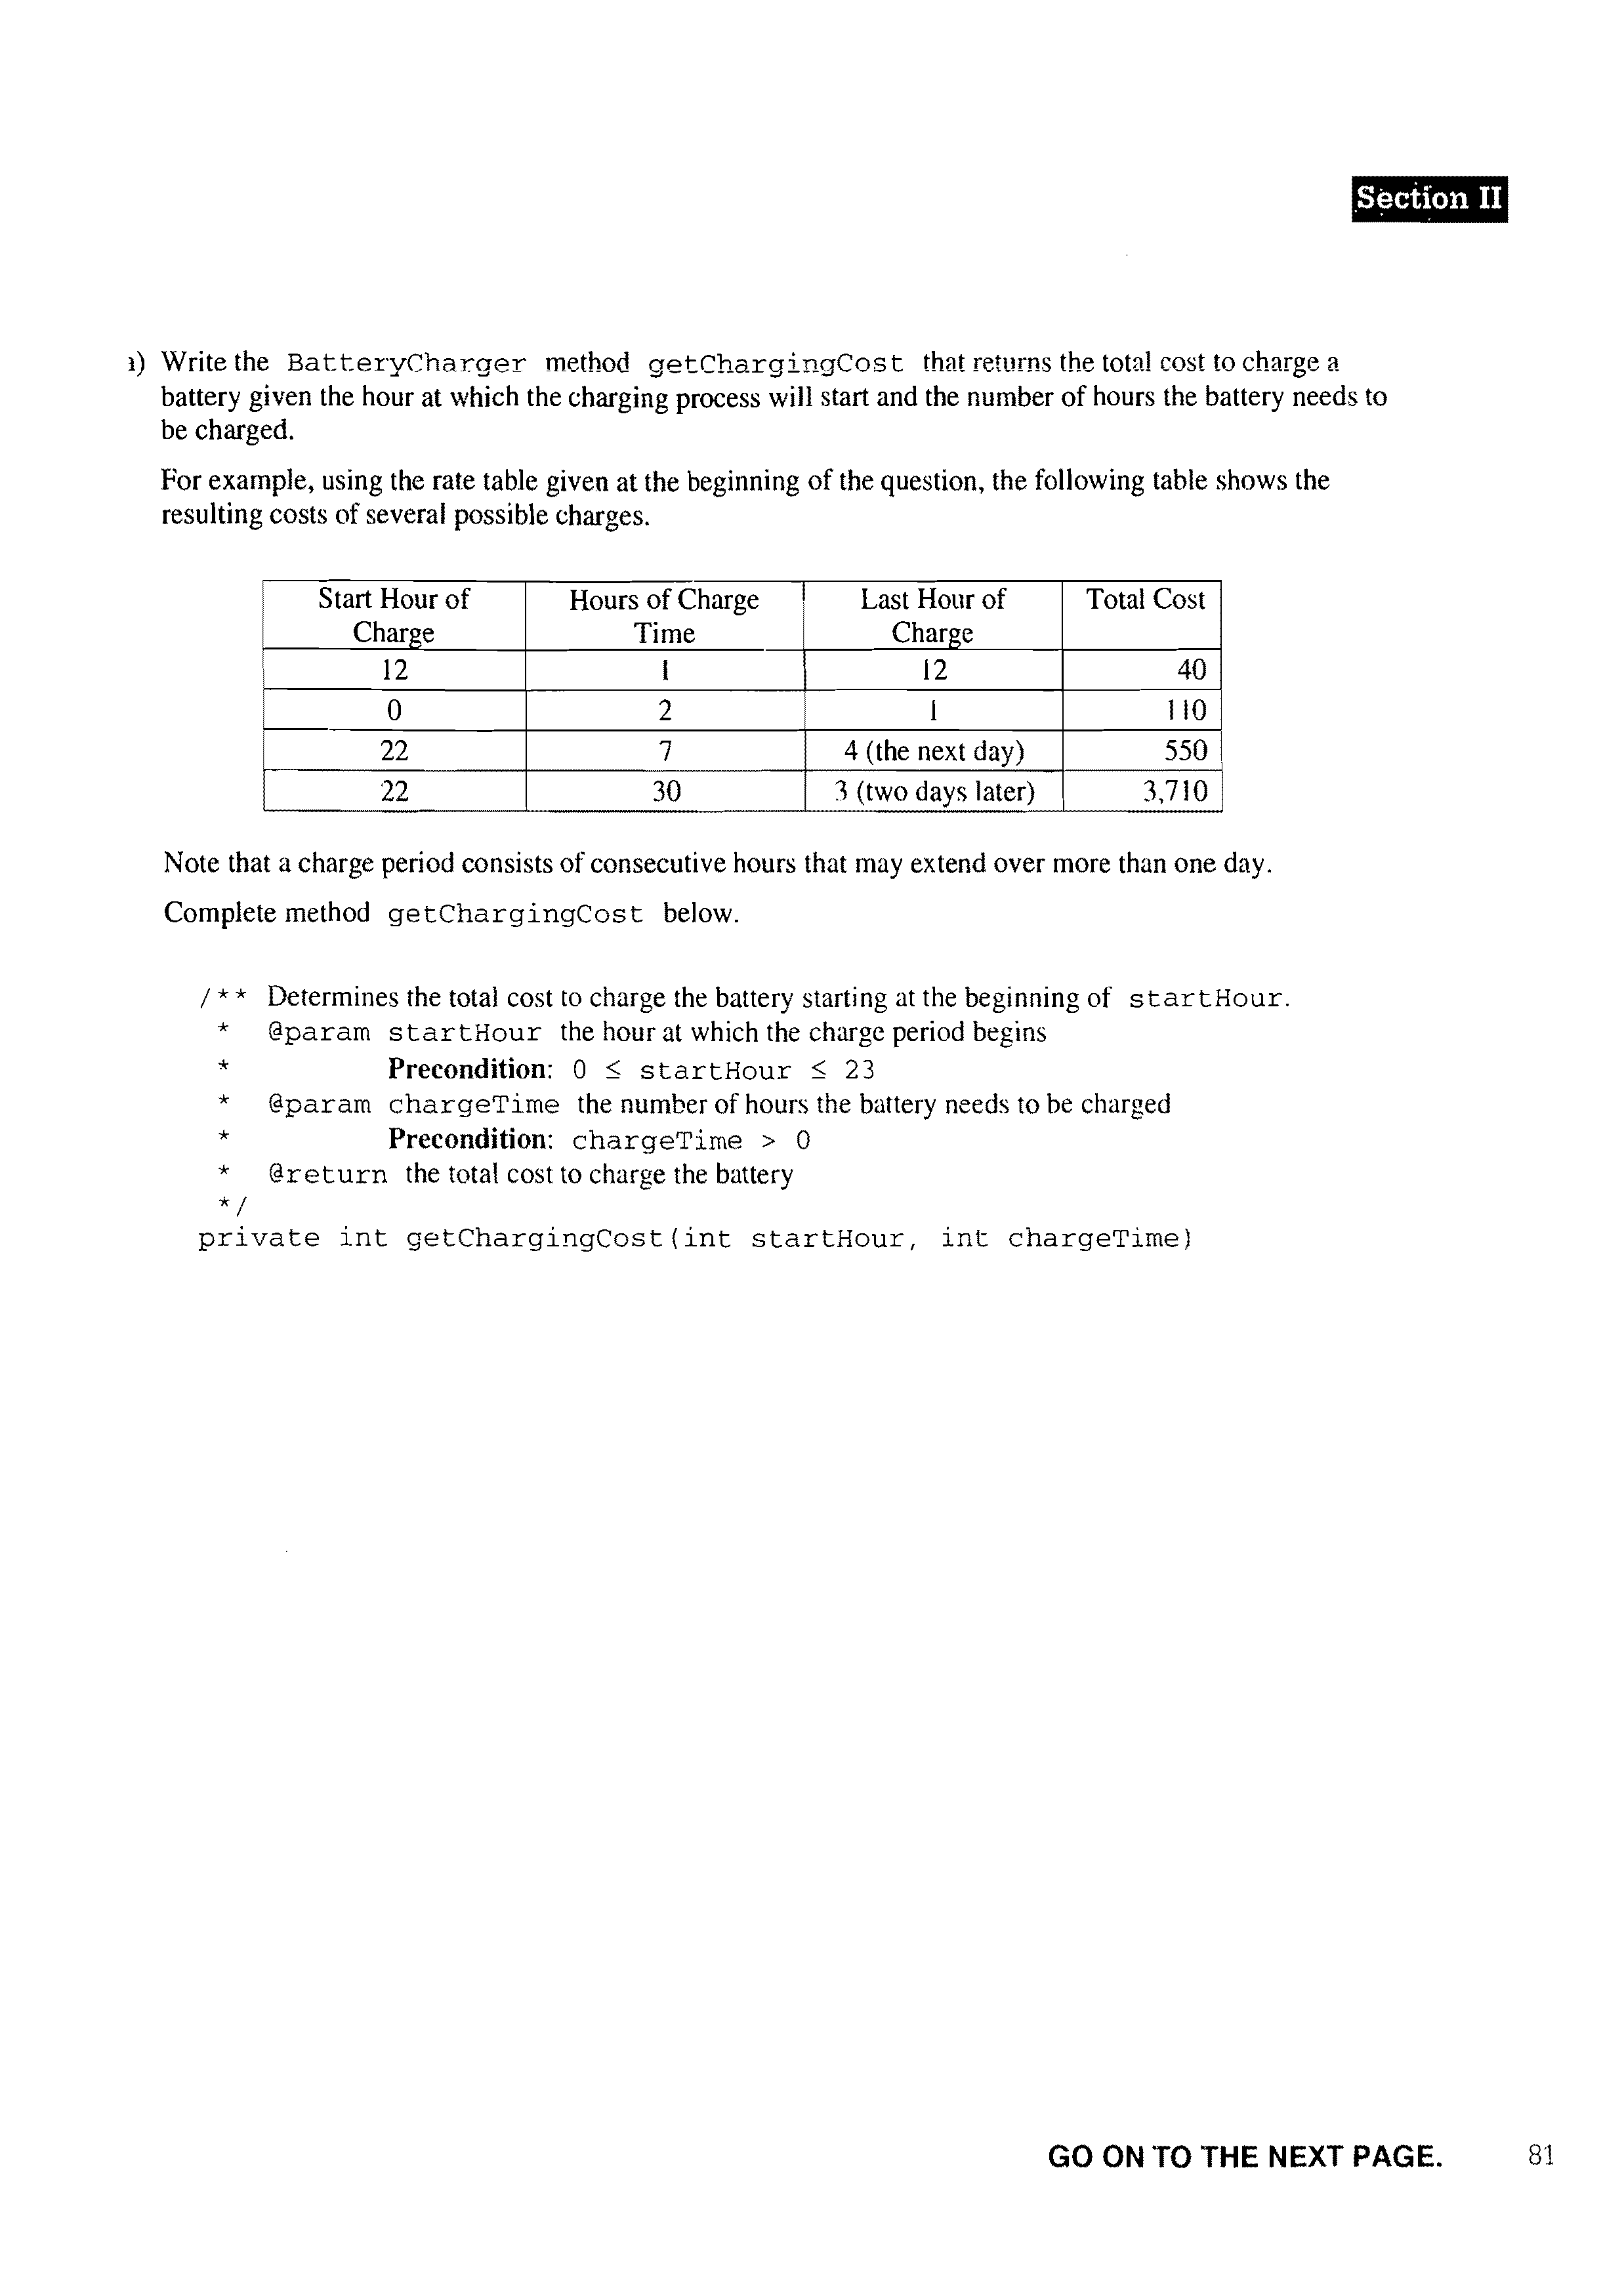 Section II
ı) Write the BatteryCharger method getChargingCost that returns the total cost to charge a
battery given the hour at which the charging process will start and the number of hours the battery needs to
be charged.
For example, using the rate table given at the beginning of the question, the following table shows the
resulting costs of several possible charges.
Start Hour of Charge | Hours of Charge Time | Last Hour of Charge | Total Cost
12 | 1 | 12 | 40
0 | 2 | 1 | 110
22 | 7 | 4 (the next day) | 550
22 | 30 | 3 (two days later) | 3,710
Note that a charge period consists of consecutive hours that may extend over more than one day.
Complete method getChargingCost below.
/** Determines the total cost to charge the battery starting at the beginning of startHour.
* @param startHour the hour at which the charge period begins
* Precondition: 0 ≤ startHour ≤ 23
* @param chargeTime the number of hours the battery needs to be charged
* Precondition: chargeTime > 0
* @return the total cost to charge the battery
*/
private int getChargingCost(int startHour, int chargeTime)
GO ON TO THE NEXT PAGE. 81